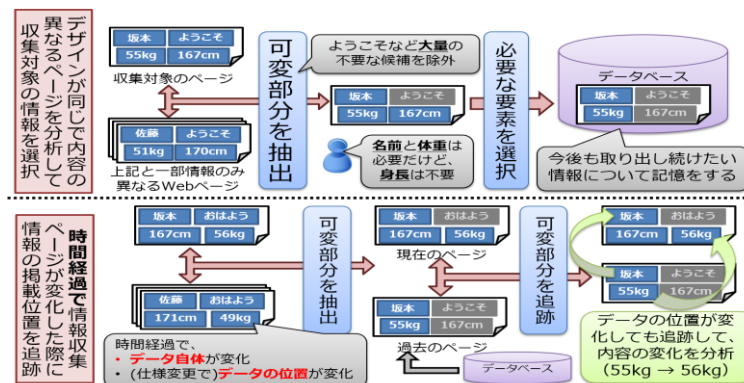 デザインが同じで内容の
異なるページを分析して
収集対象の情報を選択
坂本
ようこそ
55kg
167cm
収集対象のページ
佐藤
ようこそ
51kg
170cm
上記と一部情報のみ
異なるWebページ
可変部分を抽出
ようこそなど大量の
不要な候補を除外
坂本
ようこそ
55kg
167cm
名前と体重は
必要だけど、
身長は不要
必要な要素を選択
データベース
坂本
ようこそ
55kg
167cm
今後も取り出し続けたい
情報について記憶をする
時間経過で情報収集
ページが変化した際に
情報の掲載位置を追跡
坂本
おはよう
167cm
56kg
佐藤
おはよう
171cm
49kg
時間経過で、
・ データ自体が変化
・ (仕様変更で)データの位置が変化
可変部分を抽出
坂本
おはよう
167cm
56kg
現在のページ
坂本
ようこそ
55kg
167cm
過去のページ
データベース
可変部分を追跡
坂本
おはよう
167cm
56kg
坂本
ようこそ
55kg
167cm
データの位置が変
化しても追跡して、
内容の変化を分析
(55kg → 56kg)